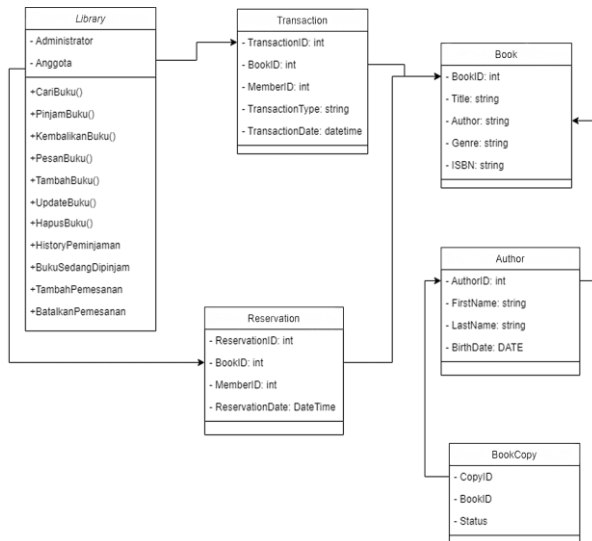 Library
- Administrator
- Anggota
+CariBuku()
+PinjamBuku()
+KembalikanBuku()
+PesanBuku()
+TambahBuku()
+UpdateBuku()
+HapusBuku()
+HistoryPeminjaman
+BukuSedangDipinjam
+TambahPemesanan
+BatalkanPemesanan
Transaction
- TransactionID: int
- BookID: int
- MemberID: int
- TransactionType: string
- TransactionDate: datetime
Book
- BookID: int
- Title: string
- Author: string
- Genre: string
- ISBN: string
Reservation
- ReservationID: int
- BookID: int
- MemberID: int
- ReservationDate: DateTime
Author
- AuthorID: int
- FirstName: string
- LastName: string
- BirthDate: DATE
BookCopy
- CopyID
- BookID
- Status